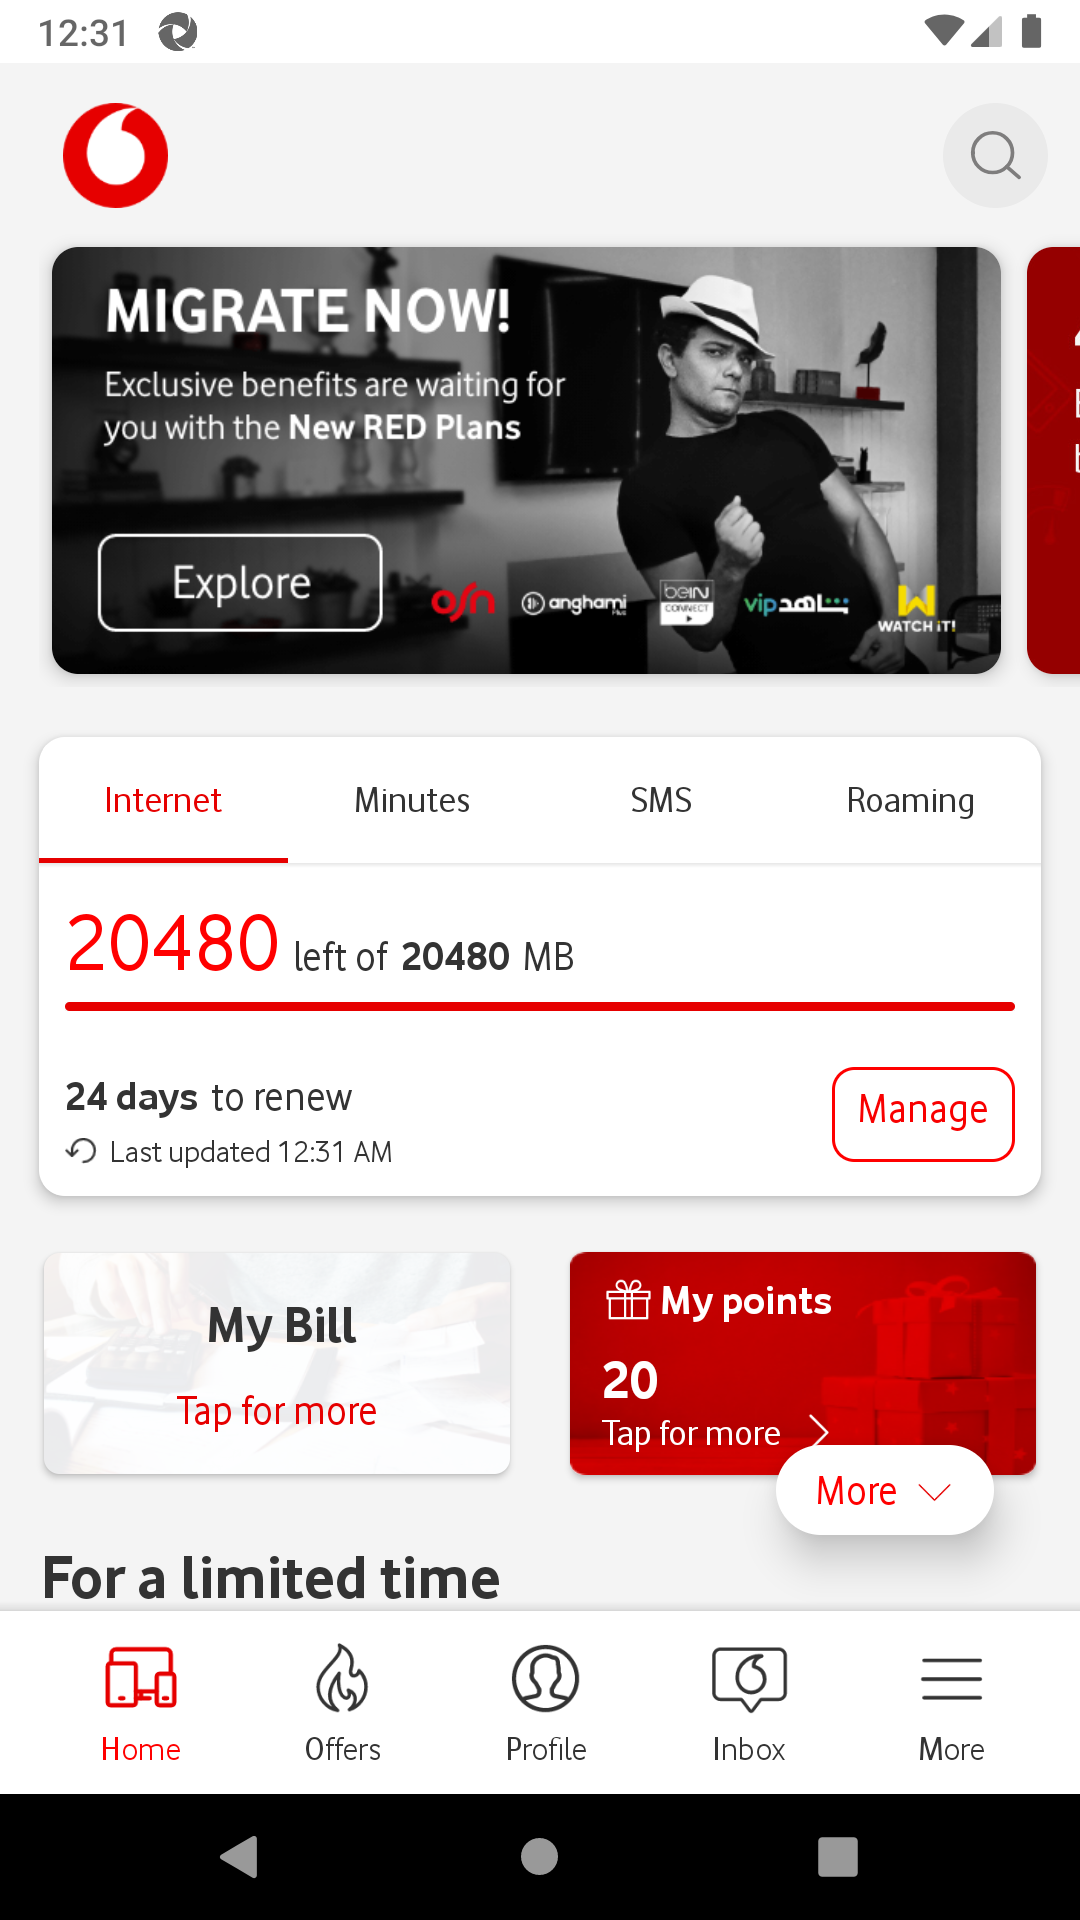 12:31
MIGRATE NOW!
Exclusive benefits are waiting for
you with the New RED Plans
Explore
osn
anghami
Plus
beIN
CONNECT
vip شاهد
WATCH iT!
Internet Minutes SMS Roaming
20480 left of 20480 MB
24 days to renew
Manage
Last updated 12:31 AM
My Bill
Tap for more
My points
20
Tap for more
More
For a limited time
Home Offers Profile Inbox More